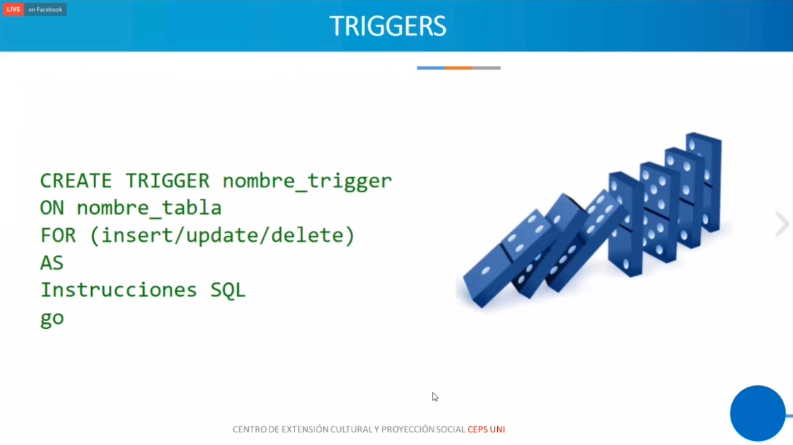 LIVE on Facebook
TRIGGERS
CREATE TRIGGER nombre_trigger
ON nombre_tabla
FOR (insert/update/delete)
AS
Instrucciones SQL
go
CENTRO DE EXTENSIÓN CULTURAL Y PROYECCIÓN SOCIAL CEPS UNI